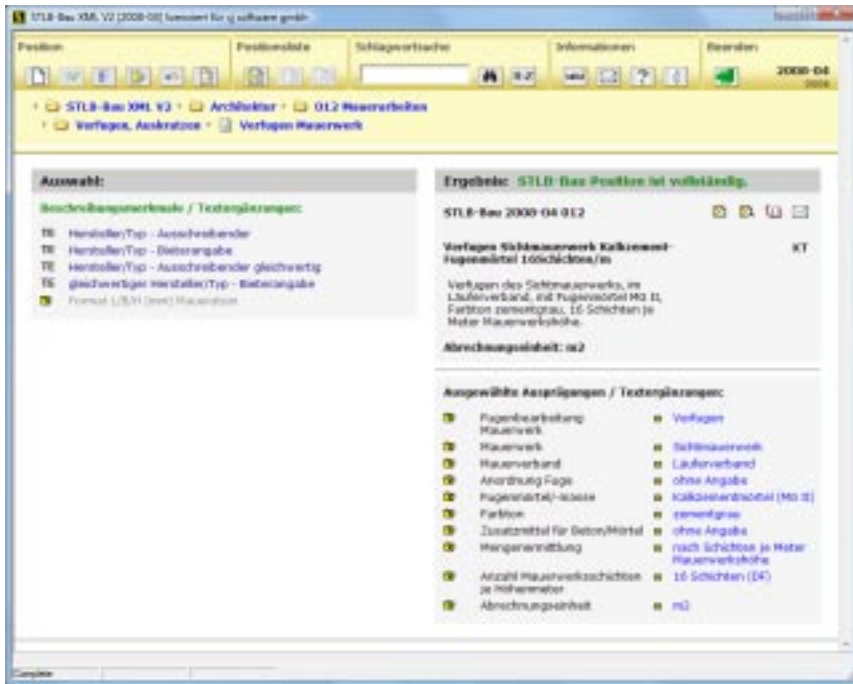 STLB-Bau XML V2 [2008-04] lizensiert für q software gmbh
Position
Positionsliste
Schlagwortsuche
Informationen
Beenden
A-Z
?
2008-04
STLB-Bau XML V2 Architektur 012 Mauerarbeiten
Verfugen, Auskratzen Verfugen Mauerwerk
Auswahl:
Beschreibungsmerkmale / Textergänzungen:
TE Hersteller/Typ - Ausschreibender
TE Hersteller/Typ - Bieterangabe
TE Hersteller/Typ - Ausschreibender gleichwertig
TE gleichwertiger Hersteller/Typ - Bieterangabe
Format L/B/H (mm) Mauerstein
Ergebnis: STLB-Bau Position ist vollständig.
STLB-Bau 2008-04 012
Verfugen Sichtmauerwerk Kalkzement- KT
Fugenmörtel 16Schichten/m
Verfugen des Sichtmauerwerks, im
Läuferverband, mit Fugenmörtel MG II,
Farbton zementgrau, 16 Schichten je
Meter Mauerwerkshöhe.
Abrechnungseinheit: m2
Ausgewählte Ausprägungen / Textergänzungen:
Fugenbearbeitung Verfugen
Mauerwerk
Mauerwerk Sichtmauerwerk
Mauerverband Läuferverband
Anordnung Fuge ohne Angabe
Fugenmörtel/-masse Kalkzementmörtel (MG II)
Farbton zementgrau
Zusatzmittel für Beton/Mörtel ohne Angabe
Mengenermittlung nach Schichten je Meter
Mauerwerkshöhe
Anzahl Mauerwerksschichten 16 Schichten (DF)
je Höhenmeter
Abrechnungseinheit m2
Complete